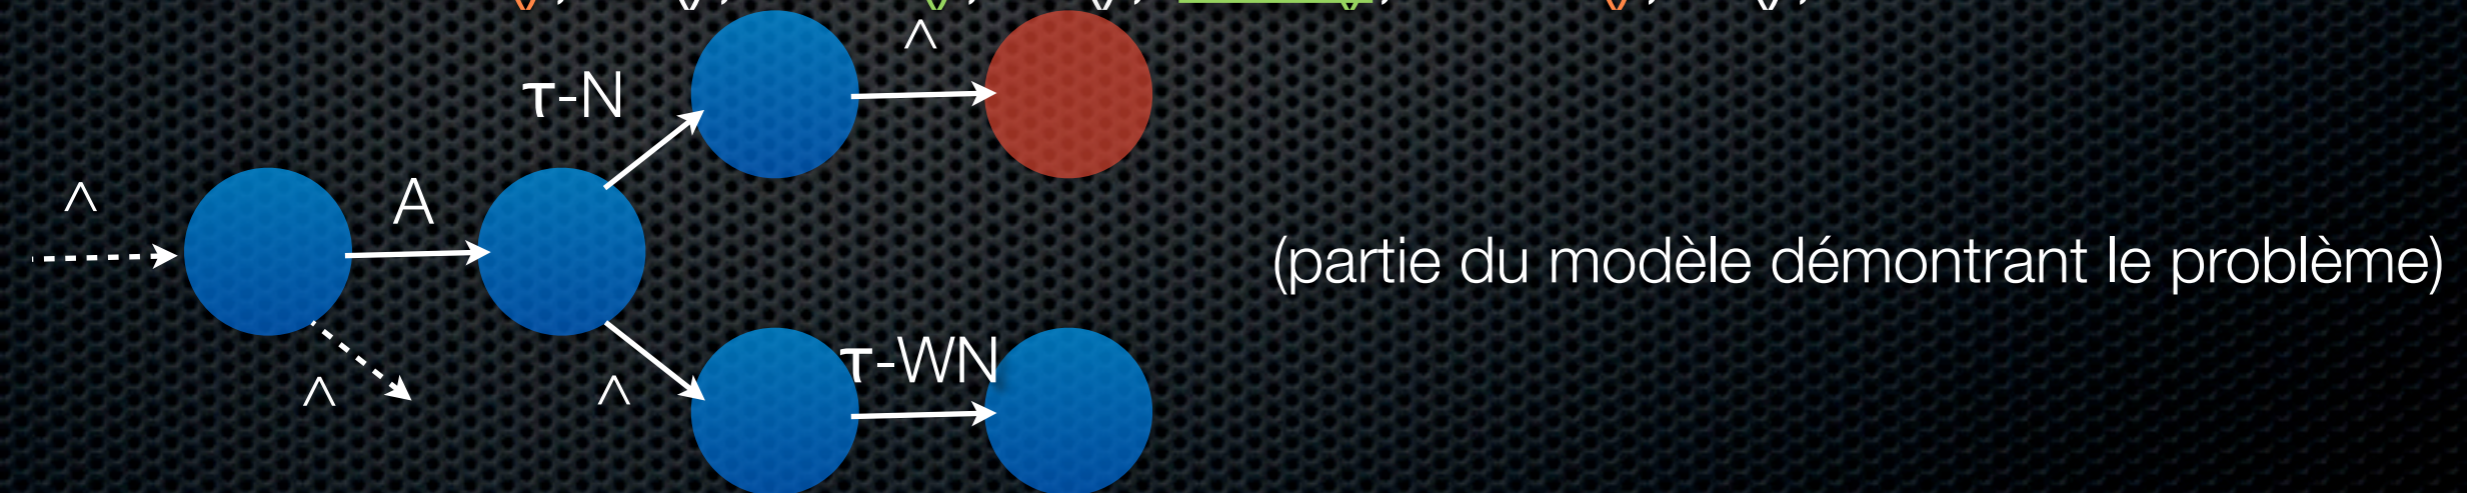 ^
τ-N
^
A
(partie du modèle démontrant le problème)
^
^
τ-WN